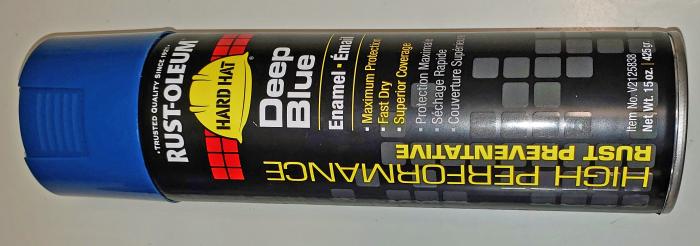 • TRUSTED QUALITY SINCE 1921 •
RUST-OLEUM®
HARD HAT®
Deep
Blue
Enamel • Émail
• Maximum Protection
• Fast Dry
• Superior Coverage
• Protection Maximale
• Séchage Rapide
• Couverture Supérieure
Item No. V2125838
Net Wt. 15 oz. | 425 gr.
HIGH PERFORMANCE
RUST PREVENTATIVE